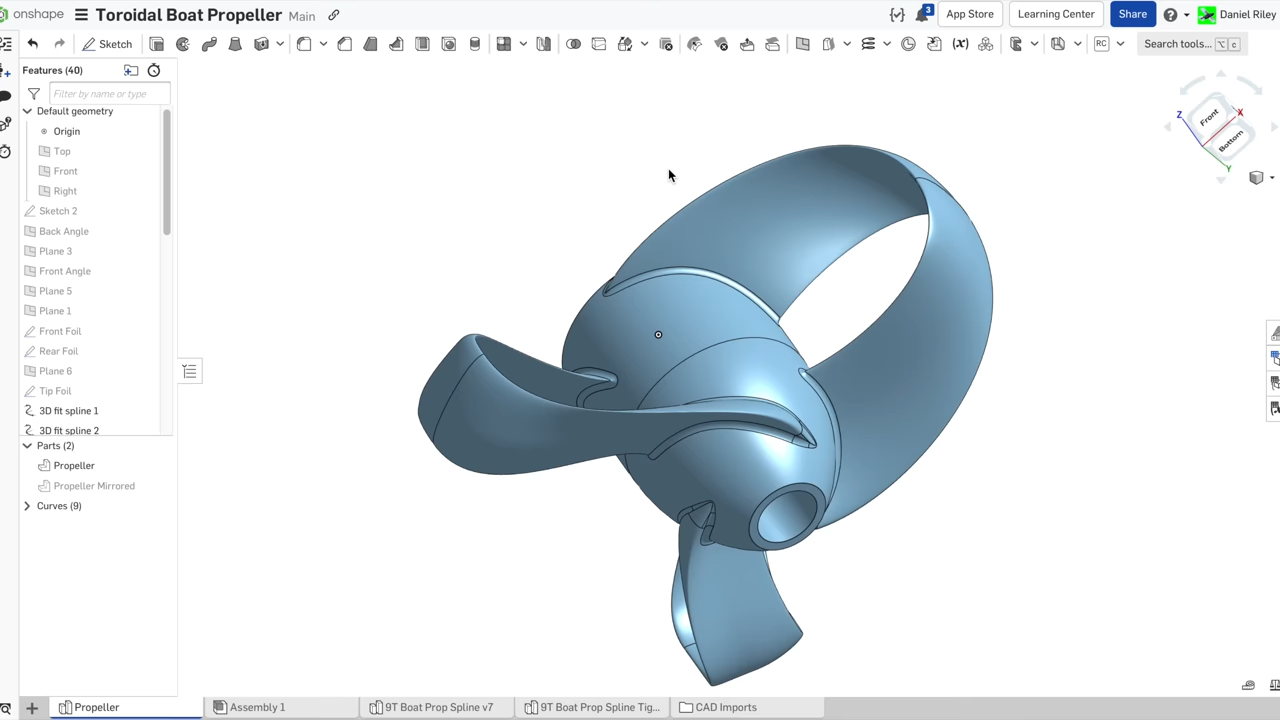 onshape
Toroidal Boat Propeller Main
3
App Store
Learning Center
Share
Daniel Riley
Sketch
(x)
RC
Search tools... ⌥ c
Features (40)
Filter by name or type
Default geometry
Origin
Top
Front
Right
Sketch 2
Back Angle
Plane 3
Front Angle
Plane 5
Plane 1
Front Foil
Rear Foil
Plane 6
Tip Foil
3D fit spline 1
3D fit spline 2
Parts (2)
Propeller
Propeller Mirrored
Curves (9)
Z
Front
X
Bottom
Y
Propeller
Assembly 1
9T Boat Prop Spline v7
9T Boat Prop Spline Tig...
CAD Imports